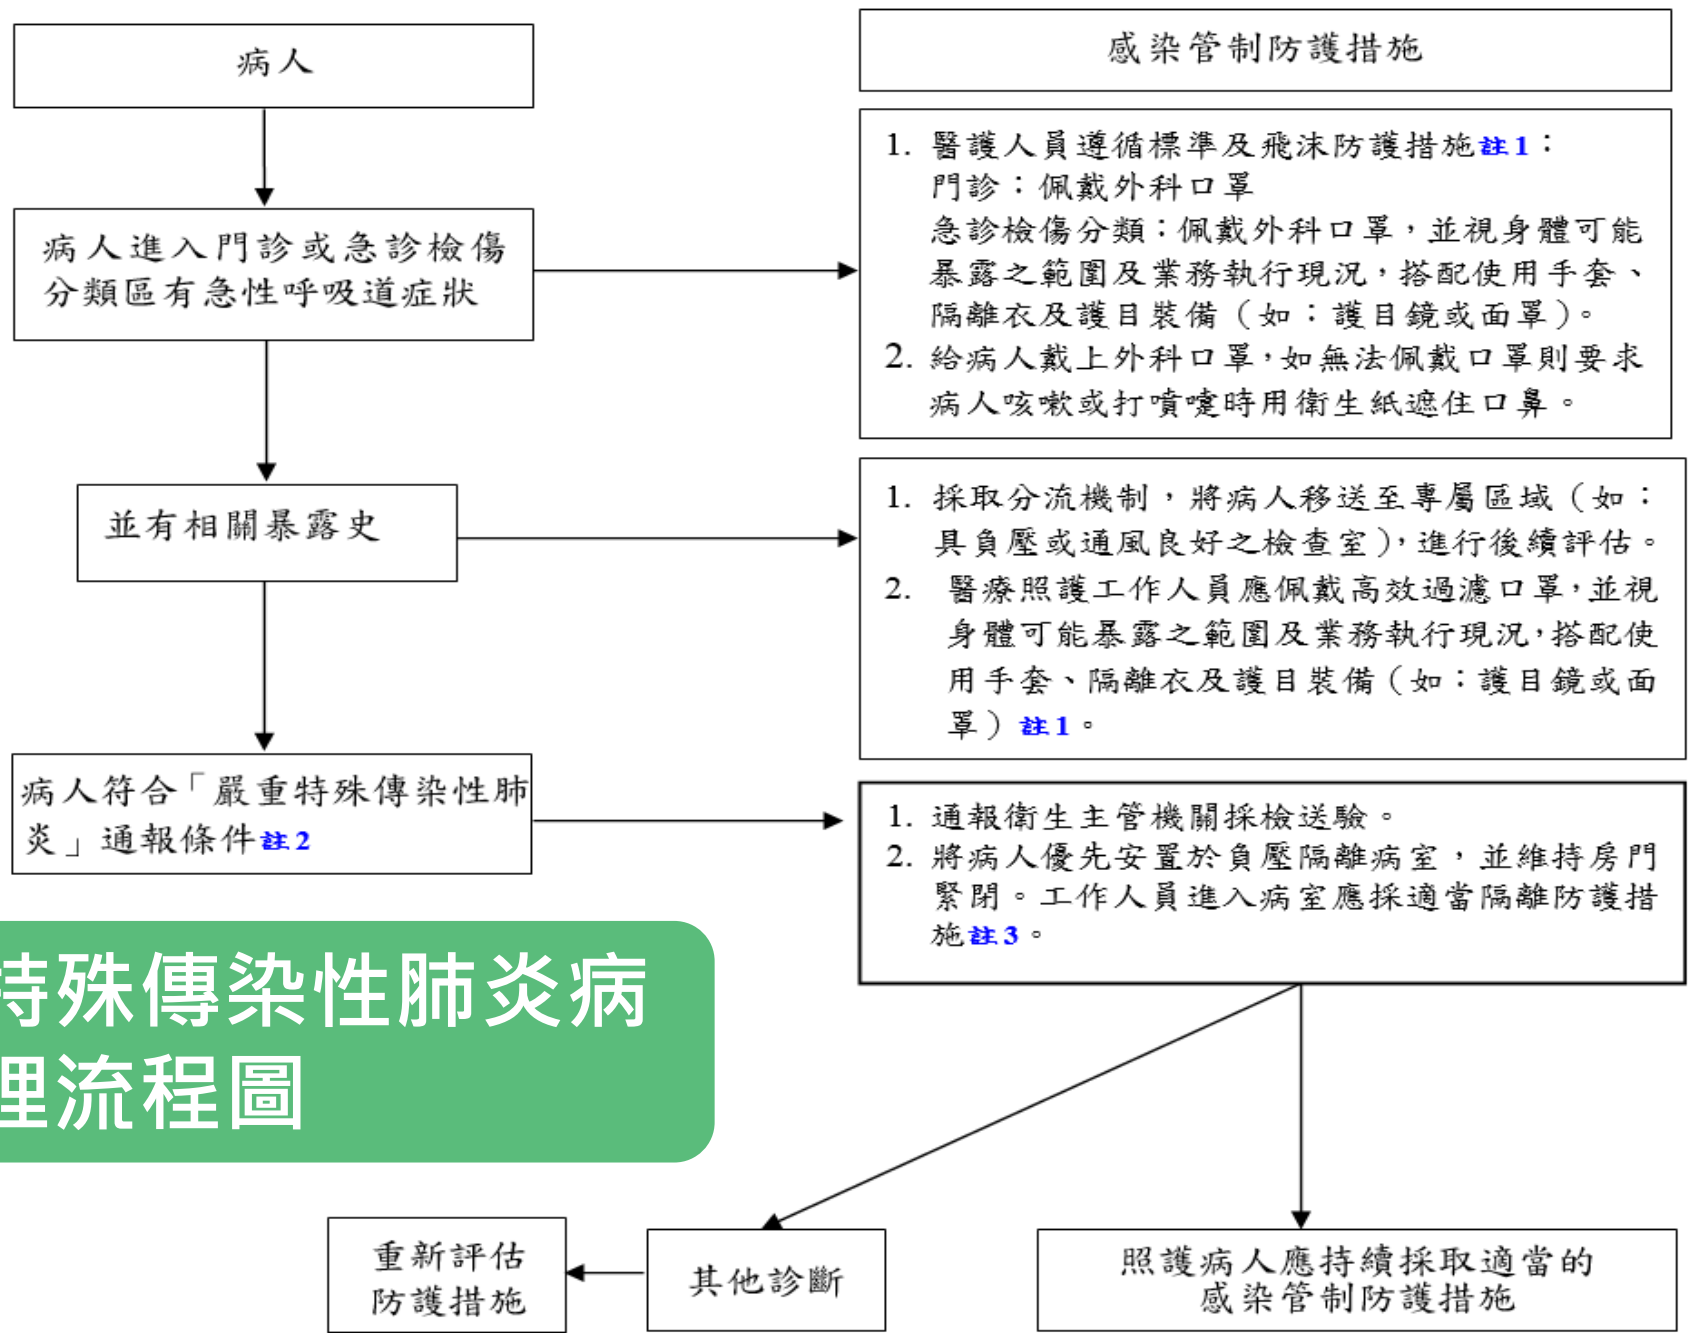 病人
感染管制防護措施
1. 醫護人員遵循標準及飛沫防護措施註1：
門診：佩戴外科口罩
急診檢傷分類：佩戴外科口罩，並視身體可能
暴露之範圍及業務執行現況，搭配使用手套、
隔離衣及護目裝備（如：護目鏡或面罩）。
2. 給病人戴上外科口罩，如無法佩戴口罩則要求
病人咳嗽或打噴嚏時用衛生紙遮住口鼻。
病人進入門診或急診檢傷
分類區有急性呼吸道症狀
並有相關暴露史
1. 採取分流機制，將病人移送至專屬區域（如：
具負壓或通風良好之檢查室），進行後續評估。
2. 醫療照護工作人員應佩戴高效過濾口罩，並視
身體可能暴露之範圍及業務執行現況，搭配使
用手套、隔離衣及護目裝備（如：護目鏡或面
罩）註1。
病人符合「嚴重特殊傳染性肺
炎」通報條件註2
1. 通報衛生主管機關採檢送驗。
2. 將病人優先安置於負壓隔離病室，並維持房門
緊閉。工作人員進入病室應採適當隔離防護措
施註3。
特殊傳染性肺炎病
理流程圖
重新評估
防護措施
其他診斷
照護病人應持續採取適當的
感染管制防護措施